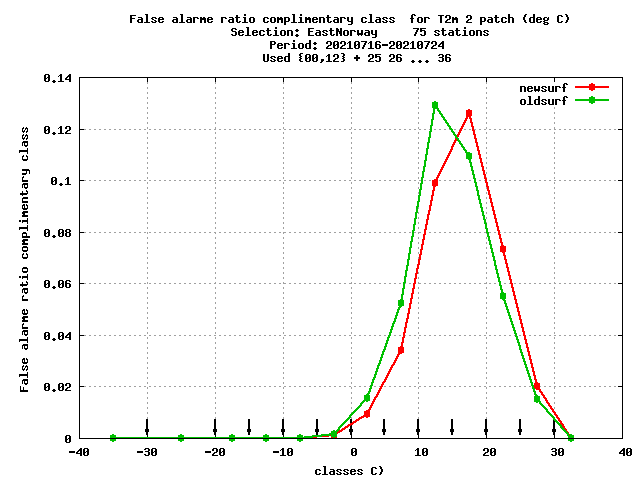 False alarme ratio complimentary class  for T2m 2 patch (deg C)
Selection: EastNorway     75 stations
Period: 20210716-20210724
Used {00,12} + 25 26 ... 36
newsurf
oldsurf
False alarme ratio complimentary class
0.14
0.12
0.1
0.08
0.06
0.04
0.02
0
-40 -30 -20 -10 0 10 20 30 40
classes C)